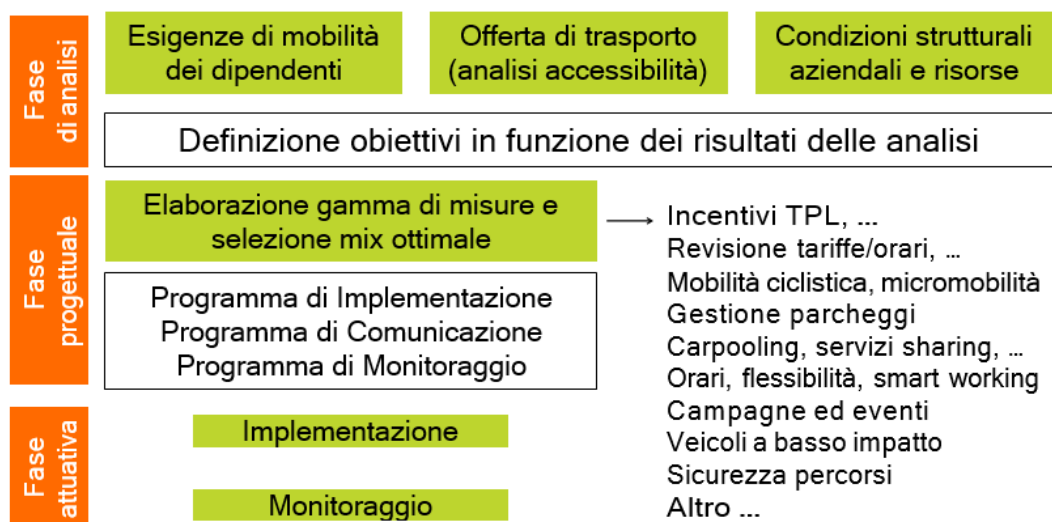 Fase
di analisi
Esigenze di mobilità
dei dipendenti
Offerta di trasporto
(analisi accessibilità)
Condizioni strutturali
aziendali e risorse
Definizione obiettivi in funzione dei risultati delle analisi
Fase
progettuale
Elaborazione gamma di misure e
selezione mix ottimale
Programma di Implementazione
Programma di Comunicazione
Programma di Monitoraggio
Incentivi TPL, ...
Revisione tariffe/orari, ...
Mobilità ciclistica, micromobilità
Gestione parcheggi
Carpooling, servizi sharing, ...
Orari, flessibilità, smart working
Campagne ed eventi
Veicoli a basso impatto
Sicurezza percorsi
Altro ...
Fase
attuativa
Implementazione
Monitoraggio